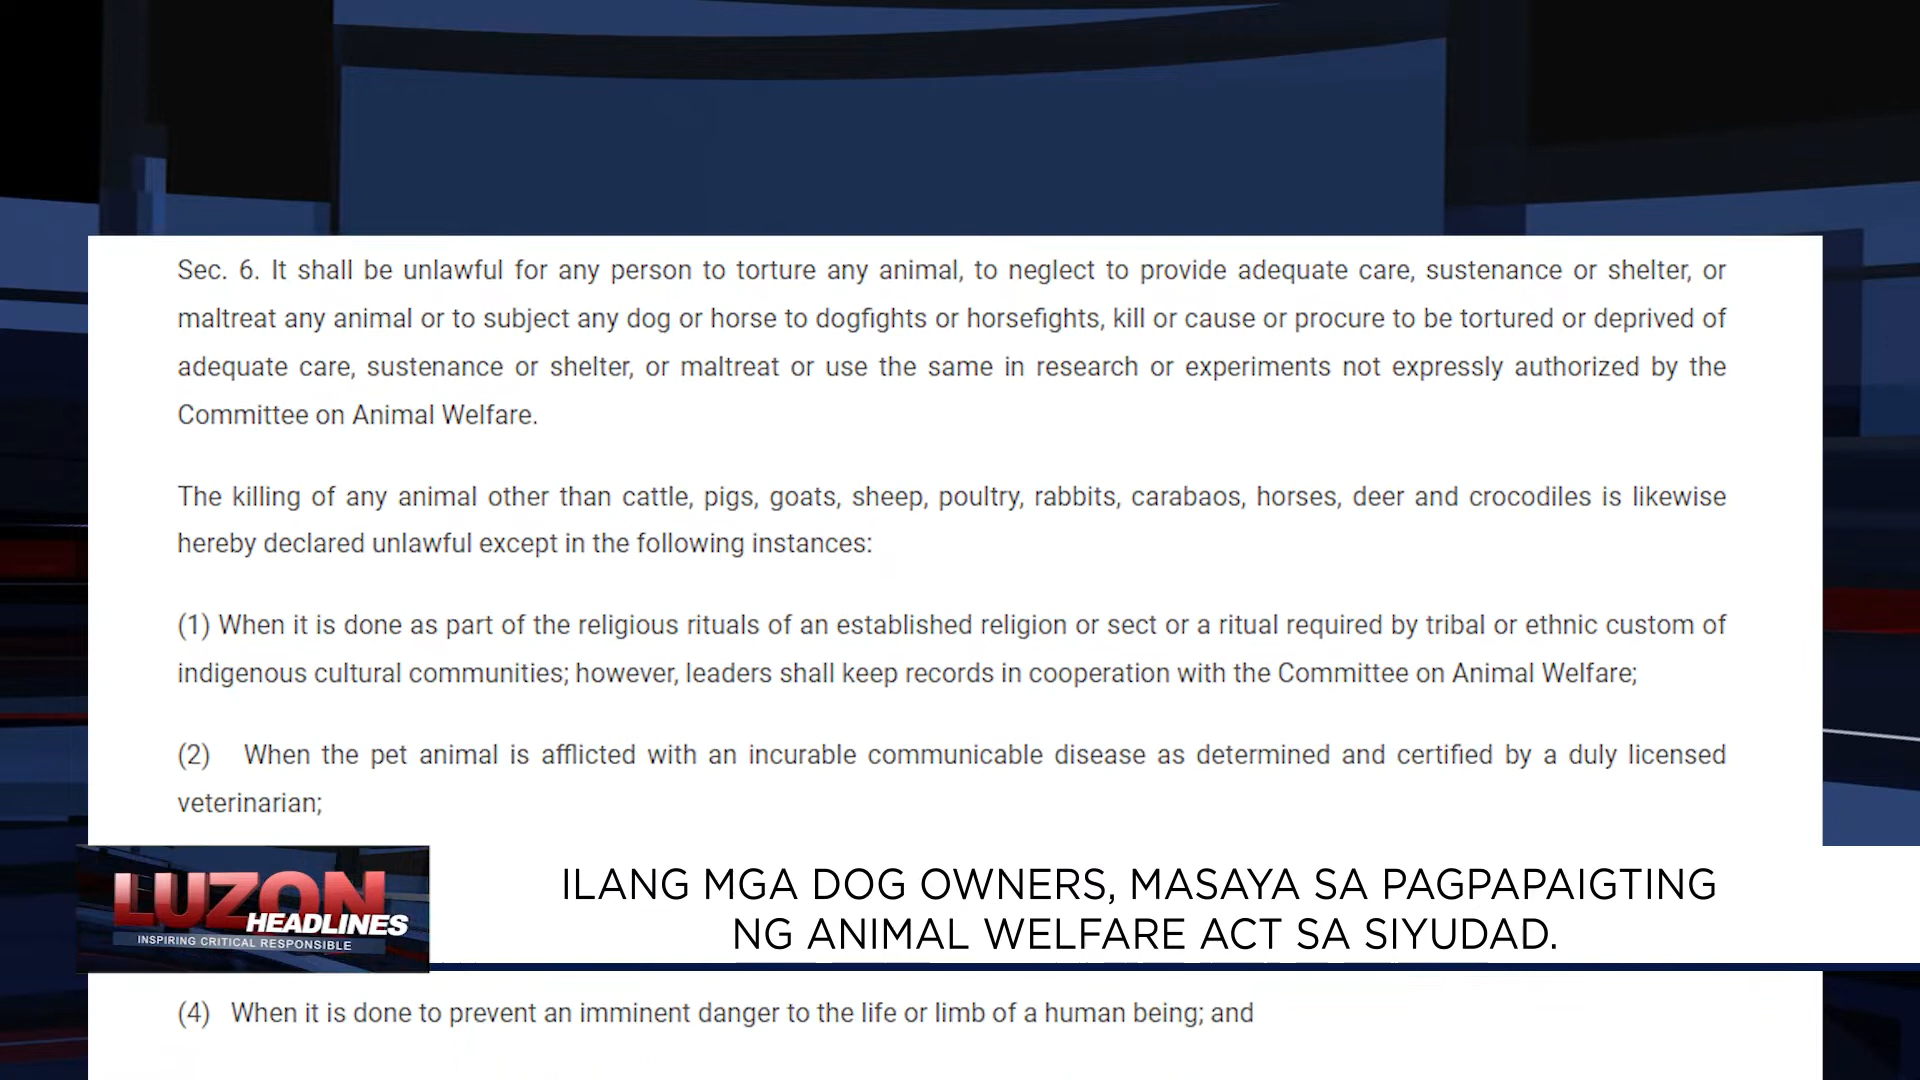 Sec. 6. It shall be unlawful for any person to torture any animal, to neglect to provide adequate care, sustenance or shelter, or
maltreat any animal or to subject any dog or horse to dogfights or horsefights, kill or cause or procure to be tortured or deprived of
adequate care, sustenance or shelter, or maltreat or use the same in research or experiments not expressly authorized by the
Committee on Animal Welfare.
The killing of any animal other than cattle, pigs, goats, sheep, poultry, rabbits, carabaos, horses, deer and crocodiles is likewise
hereby declared unlawful except in the following instances:
(1) When it is done as part of the religious rituals of an established religion or sect or a ritual required by tribal or ethnic custom of
indigenous cultural communities; however, leaders shall keep records in cooperation with the Committee on Animal Welfare;
(2) When the pet animal is afflicted with an incurable communicable disease as determined and certified by a duly licensed
veterinarian;
LUZON
HEADLINES
INSPIRING CRITICAL RESPONSIBLE
ILANG MGA DOG OWNERS, MASAYA SA PAGPAPAIGTING
NG ANIMAL WELFARE ACT SA SIYUDAD.
(4) When it is done to prevent an imminent danger to the life or limb of a human being; and